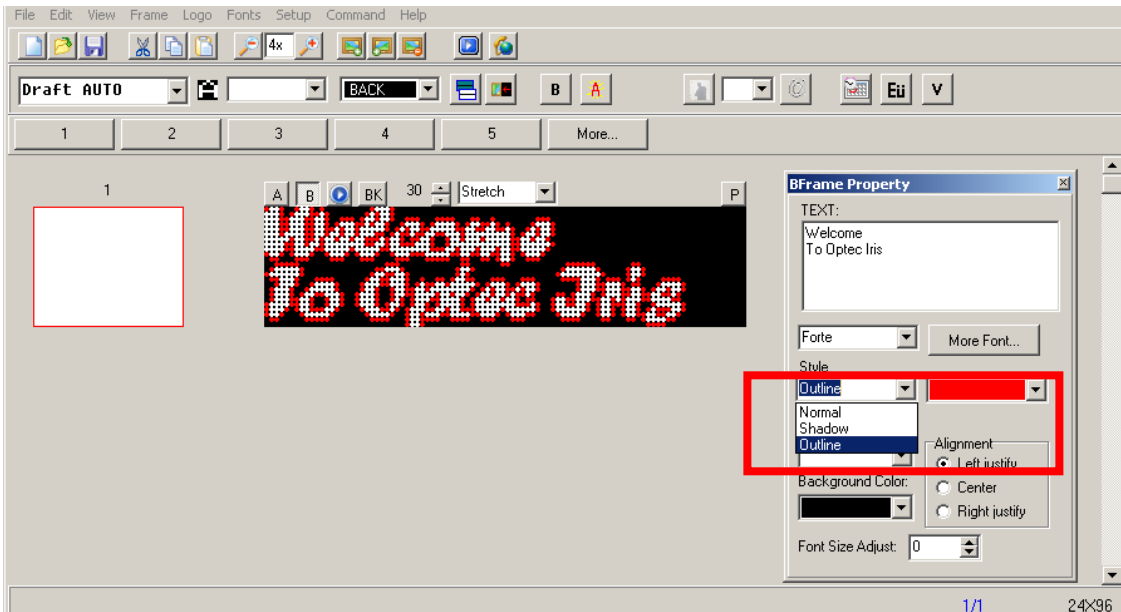 File Edit View Frame Logo Fonts Setup Command Help
4x
Draft AUTO BACK B A Eü V
1 2 3 4 5 More...
1
A B BK 30 Stretch P
Welcome
To Optec Iris
BFrame Property
TEXT:
Welcome
To Optec Iris
Forte More Font...
Style
Outline
Normal
Shadow
Outline
Alignment
Left justify
Background Color:
Center
Right justify
Font Size Adjust: 0
1/1 24X96